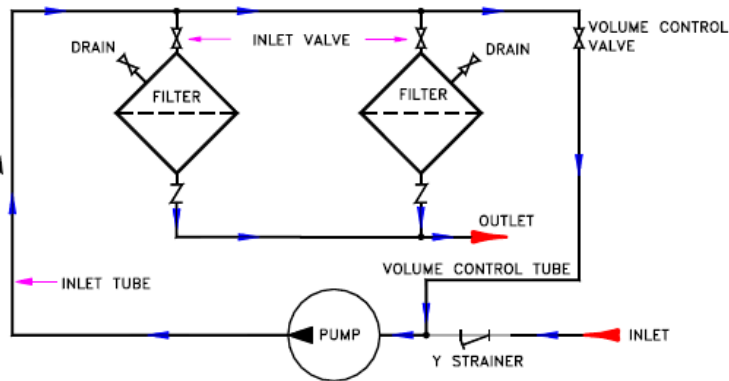 VOLUME CONTROL
VALVE
INLET VALVE
DRAIN
DRAIN
FILTER
FILTER
OUTLET
VOLUME CONTROL TUBE
INLET TUBE
PUMP
INLET
Y STRAINER